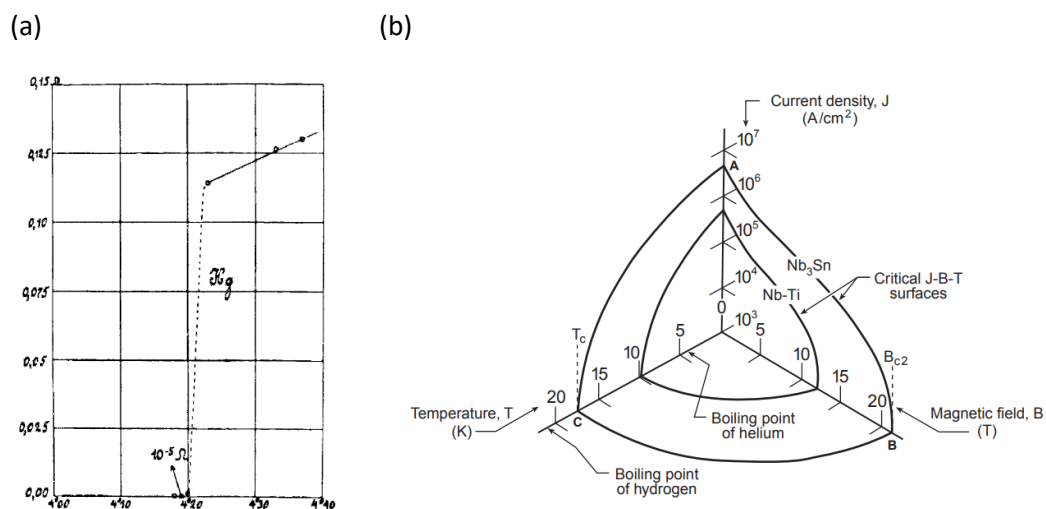 (a)
(b)
0,15 Ω
0,125
0,10
Hg
0,075
0,05
0,025
10⁻⁵ Ω
0,00
4°00
4°10
4°20
4°30
4°40
Current density, J
(A/cm²)
10⁷
A
10⁶
10⁵
Nb₃Sn
10⁴
Nb-Ti
Critical J-B-T
surfaces
0
10³
T꜀
5
5
10
10
B꜀₂
15
15
20
20
Temperature, T
(K)
C
Boiling point
of helium
Magnetic field, B
(T)
B
Boiling point
of hydrogen